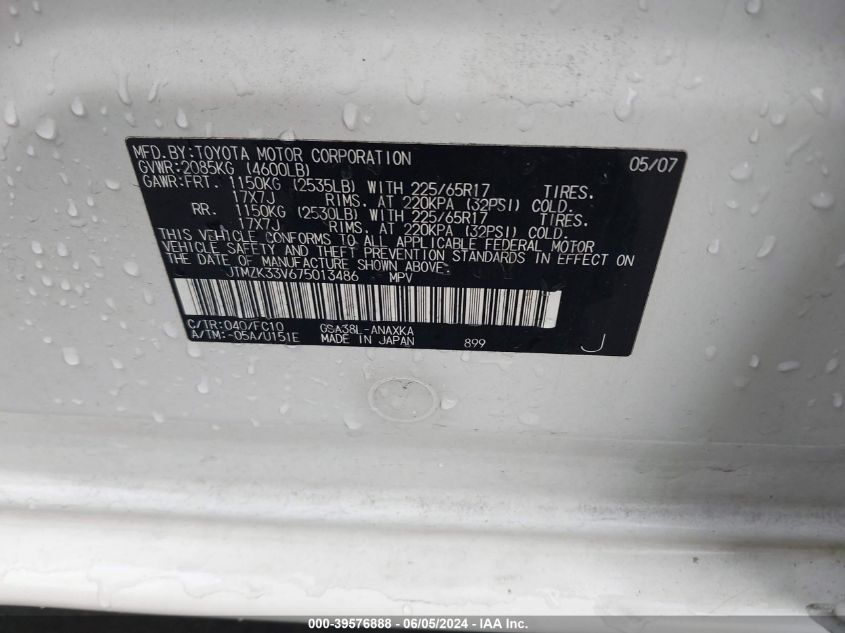 MFD.BY:TOYOTA MOTOR CORPORATION 05/07
GVWR:2085KG (4600LB)
GAWR:FRT. 1150KG (2535LB) WITH 225/65R17 TIRES.
17X7J RIMS. AT 220KPA (32PSI) COLD.
RR. 1150KG (2530LB) WITH 225/65R17 TIRES.
17X7J RIMS. AT 220KPA (32PSI) COLD.
THIS VEHICLE CONFORMS TO ALL APPLICABLE FEDERAL MOTOR
VEHICLE SAFETY AND THEFT PREVENTION STANDARDS IN EFFECT ON
THE DATE OF MANUFACTURE SHOWN ABOVE.
JTMZK33V675013486 MPV
C/TR:040/FC10 GSA38L-ANAXKA
A/TM:-05A/U151E MADE IN JAPAN 899 J
000-39576888 - 06/05/2024 - IAA Inc.